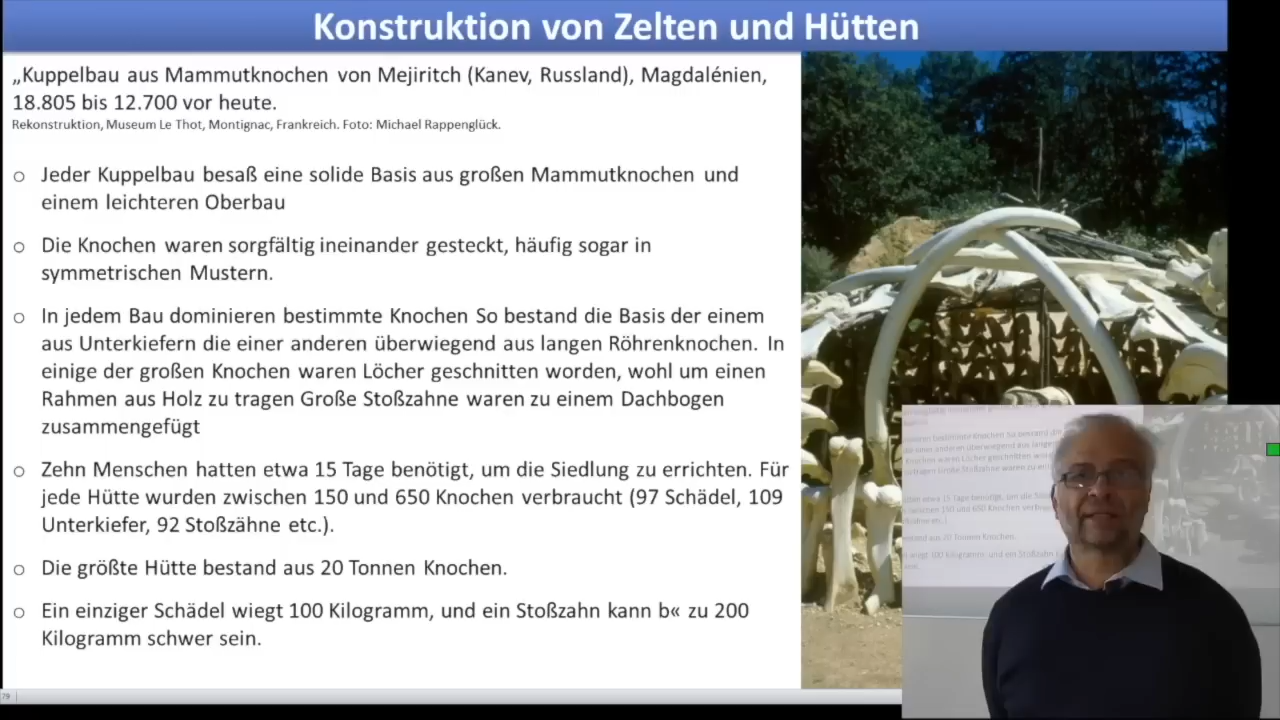 Konstruktion von Zelten und Hütten
„Kuppelbau aus Mammutknochen von Mejiritch (Kanev, Russland), Magdalénien,
18.805 bis 12.700 vor heute.
Rekonstruktion, Museum Le Thot, Montignac, Frankreich. Foto: Michael Rappenglück.
o Jeder Kuppelbau besaß eine solide Basis aus großen Mammutknochen und
einem leichteren Oberbau
o Die Knochen waren sorgfältig ineinander gesteckt, häufig sogar in
symmetrischen Mustern.
o In jedem Bau dominieren bestimmte Knochen So bestand die Basis der einem
aus Unterkiefern die einer anderen überwiegend aus langen Röhrenknochen. In
einige der großen Knochen waren Löcher geschnitten worden, wohl um einen
Rahmen aus Holz zu tragen Große Stoßzahne waren zu einem Dachbogen
zusammengefügt
o Zehn Menschen hatten etwa 15 Tage benötigt, um die Siedlung zu errichten. Für
jede Hütte wurden zwischen 150 und 650 Knochen verbraucht (97 Schädel, 109
Unterkiefer, 92 Stoßzähne etc.).
o Die größte Hütte bestand aus 20 Tonnen Knochen.
o Ein einziger Schädel wiegt 100 Kilogramm, und ein Stoßzahn kann b« zu 200
Kilogramm schwer sein.
79